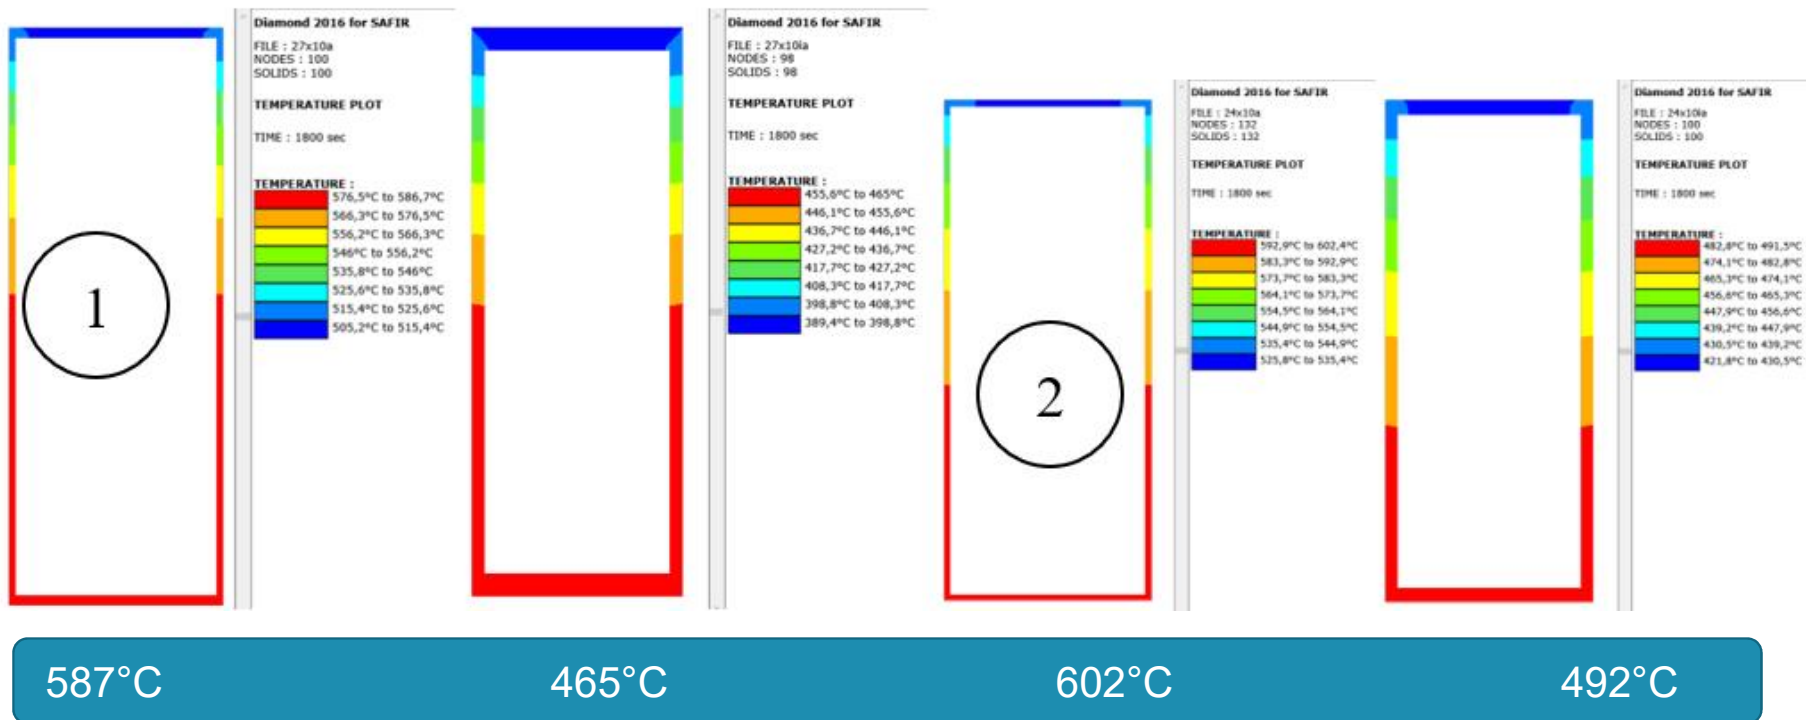 1
Diamond 2016 for SAFIR
FILE : 27x10a
NODES : 100
SOLIDS : 100
TEMPERATURE PLOT
TIME : 1800 sec
TEMPERATURE :
576,5°C to 586,7°C
566,3°C to 576,5°C
556,2°C to 566,3°C
546°C to 556,2°C
535,8°C to 546°C
525,6°C to 535,8°C
515,4°C to 525,6°C
505,2°C to 515,4°C
Diamond 2016 for SAFIR
FILE : 27x10ia
NODES : 98
SOLIDS : 98
TEMPERATURE PLOT
TIME : 1800 sec
TEMPERATURE :
455,6°C to 465°C
446,1°C to 455,6°C
436,7°C to 446,1°C
427,2°C to 436,7°C
417,7°C to 427,2°C
408,3°C to 417,7°C
398,8°C to 408,3°C
389,4°C to 398,8°C
2
Diamond 2016 for SAFIR
FILE : 24x10a
NODES : 132
SOLIDS : 132
TEMPERATURE PLOT
TIME : 1800 sec
TEMPERATURE :
592,9°C to 602,4°C
583,3°C to 592,9°C
573,7°C to 583,3°C
564,1°C to 573,7°C
554,5°C to 564,1°C
544,9°C to 554,5°C
535,4°C to 544,9°C
525,8°C to 535,4°C
Diamond 2016 for SAFIR
FILE : 24x10ia
NODES : 100
SOLIDS : 100
TEMPERATURE PLOT
TIME : 1800 sec
TEMPERATURE :
482,8°C to 491,5°C
474,1°C to 482,8°C
465,3°C to 474,1°C
456,6°C to 465,3°C
447,9°C to 456,6°C
439,2°C to 447,9°C
430,5°C to 439,2°C
421,8°C to 430,5°C
587°C 465°C 602°C 492°C